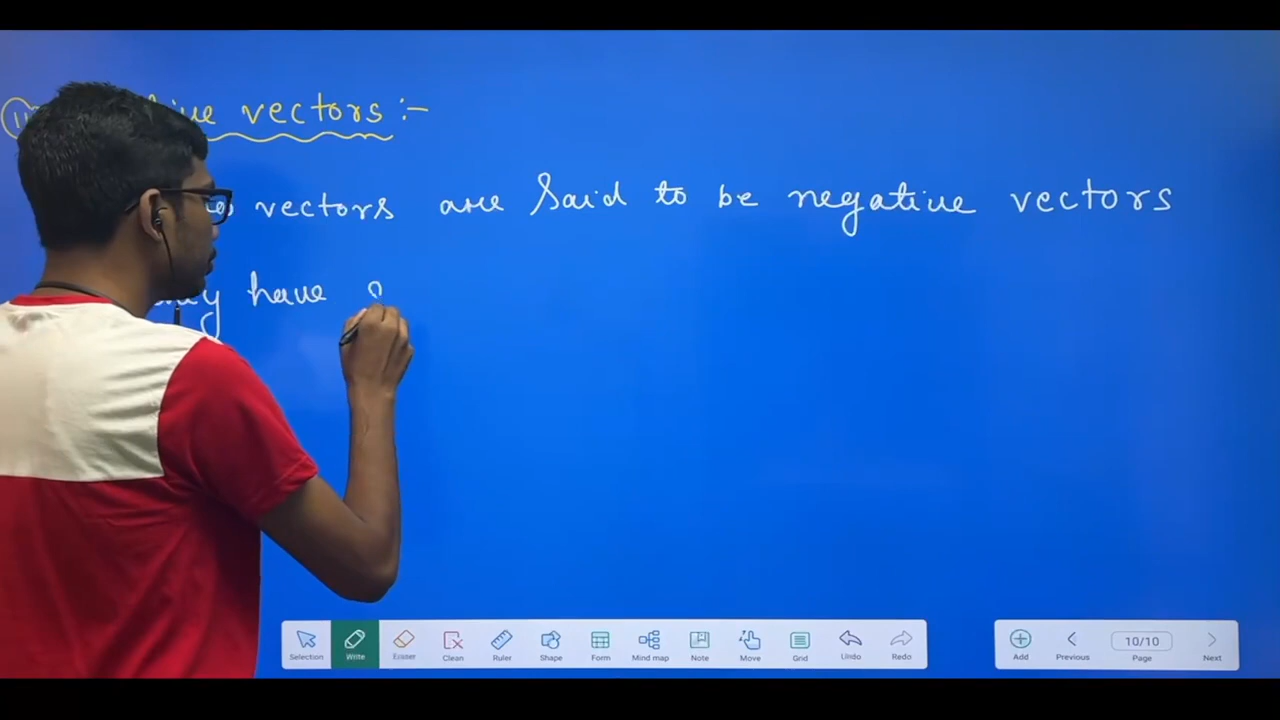 vectors :-
vectors are said to be negative vectors
have
Selection Write Eraser Clean Ruler Shape Form Mind map Note Move Grid Undo Redo
Add Previous 10/10 Page Next